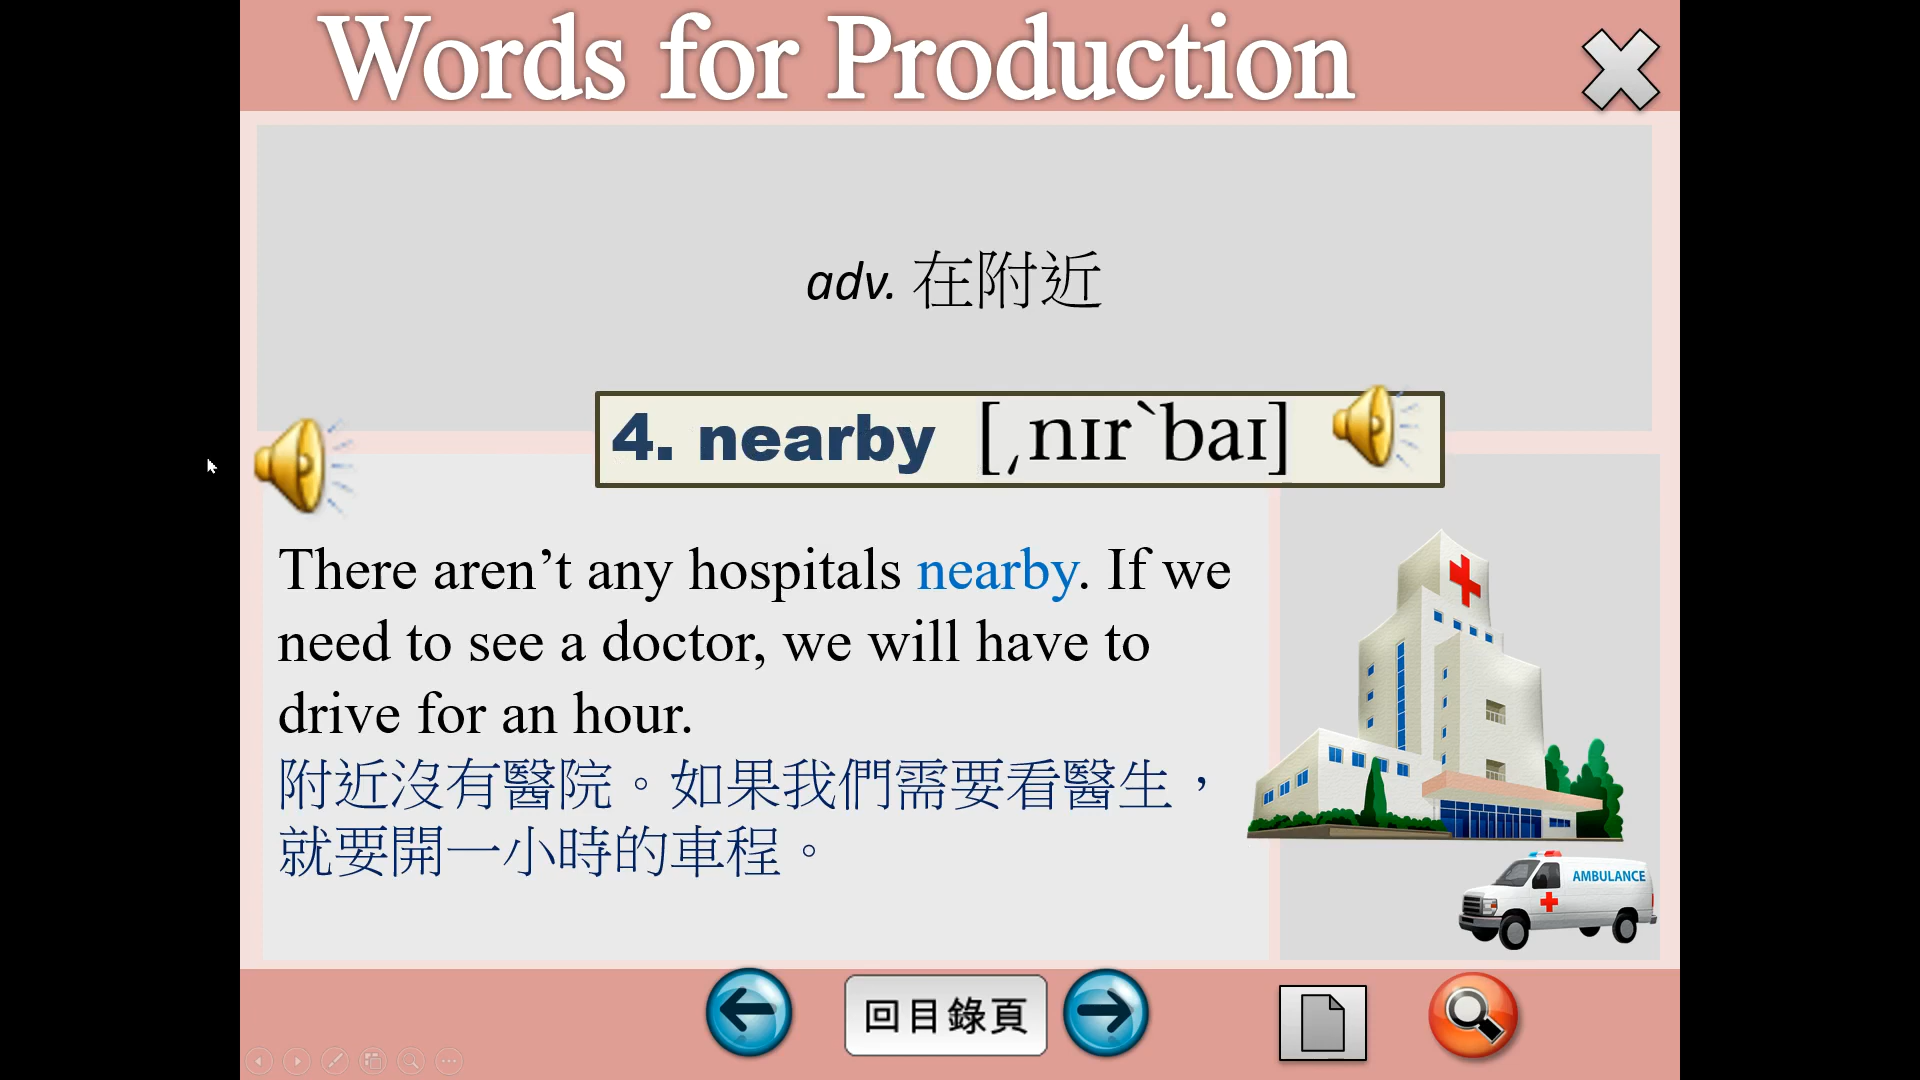 Words for Production
adv. 在附近
4. nearby [ˌnɪrˋbaɪ]
There aren’t any hospitals nearby. If we
need to see a doctor, we will have to
drive for an hour.
附近沒有醫院。如果我們需要看醫生，
就要開一小時的車程。
AMBULANCE
回目錄頁